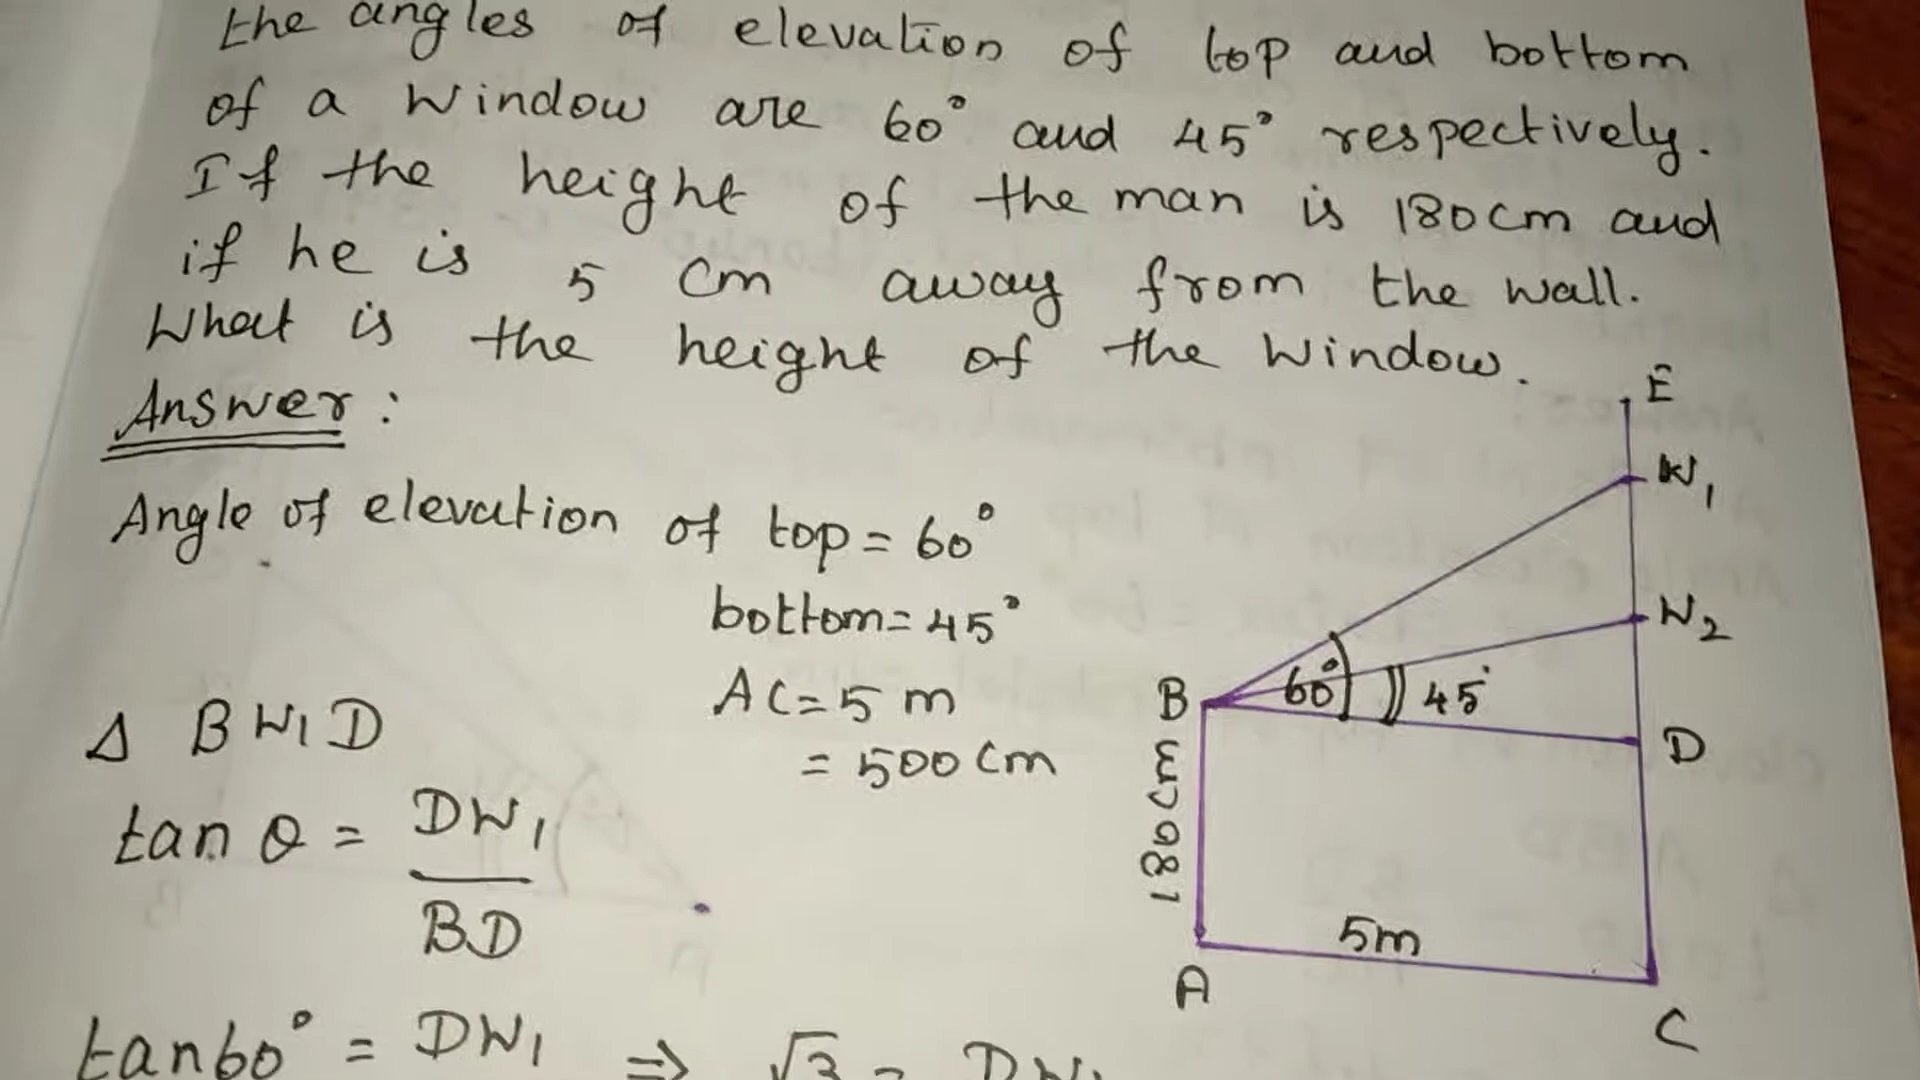 the angles of elevation of top and bottom
of a window are 60° and 45° respectively.
If the height of the man is 180cm and
if he is 5 cm away from the wall.
What is the height of the window.
Answer:
Angle of elevation of top = 60°
bottom = 45°
AC = 5 m
= 500 cm
Δ BW₁D
tan θ = DW₁
BD
tan60° = DW₁ ⇒ √3 = DW₁
E
W₁
W₂
B 60° 45°
D
180cm
5m
A
C